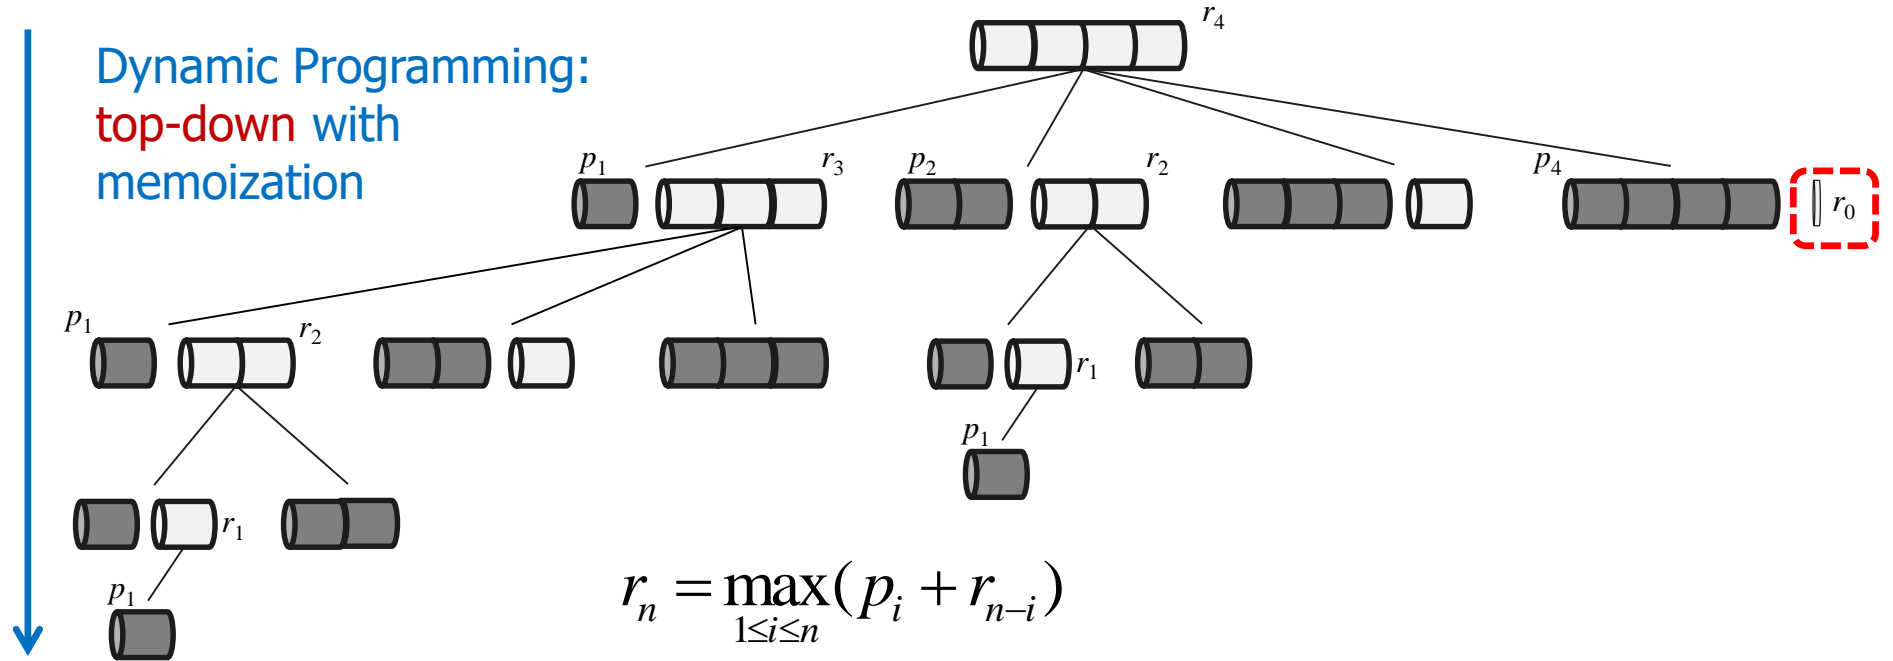 Dynamic Programming:
top-down with
memoization
r₄
p₁ r₃ p₂ r₂ p₄ r₀
p₁ r₂ r₁
p₁
r₁
p₁
rₙ = max(pᵢ + rₙ₋ᵢ)
1≤i≤n